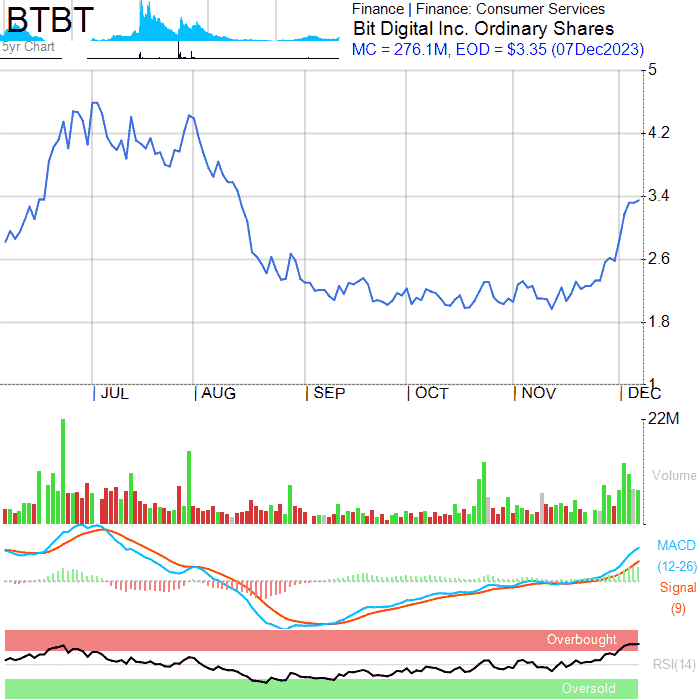 BTBT
5yr Chart
Finance | Finance: Consumer Services
Bit Digital Inc. Ordinary Shares
MC = 276.1M, EOD = $3.35 (07Dec2023)
5
4.2
3.4
2.6
1.8
1
JUL AUG SEP OCT NOV DEC
22M
Volume
MACD
(12-26)
Signal
(9)
Overbought
RSI(14)
Oversold